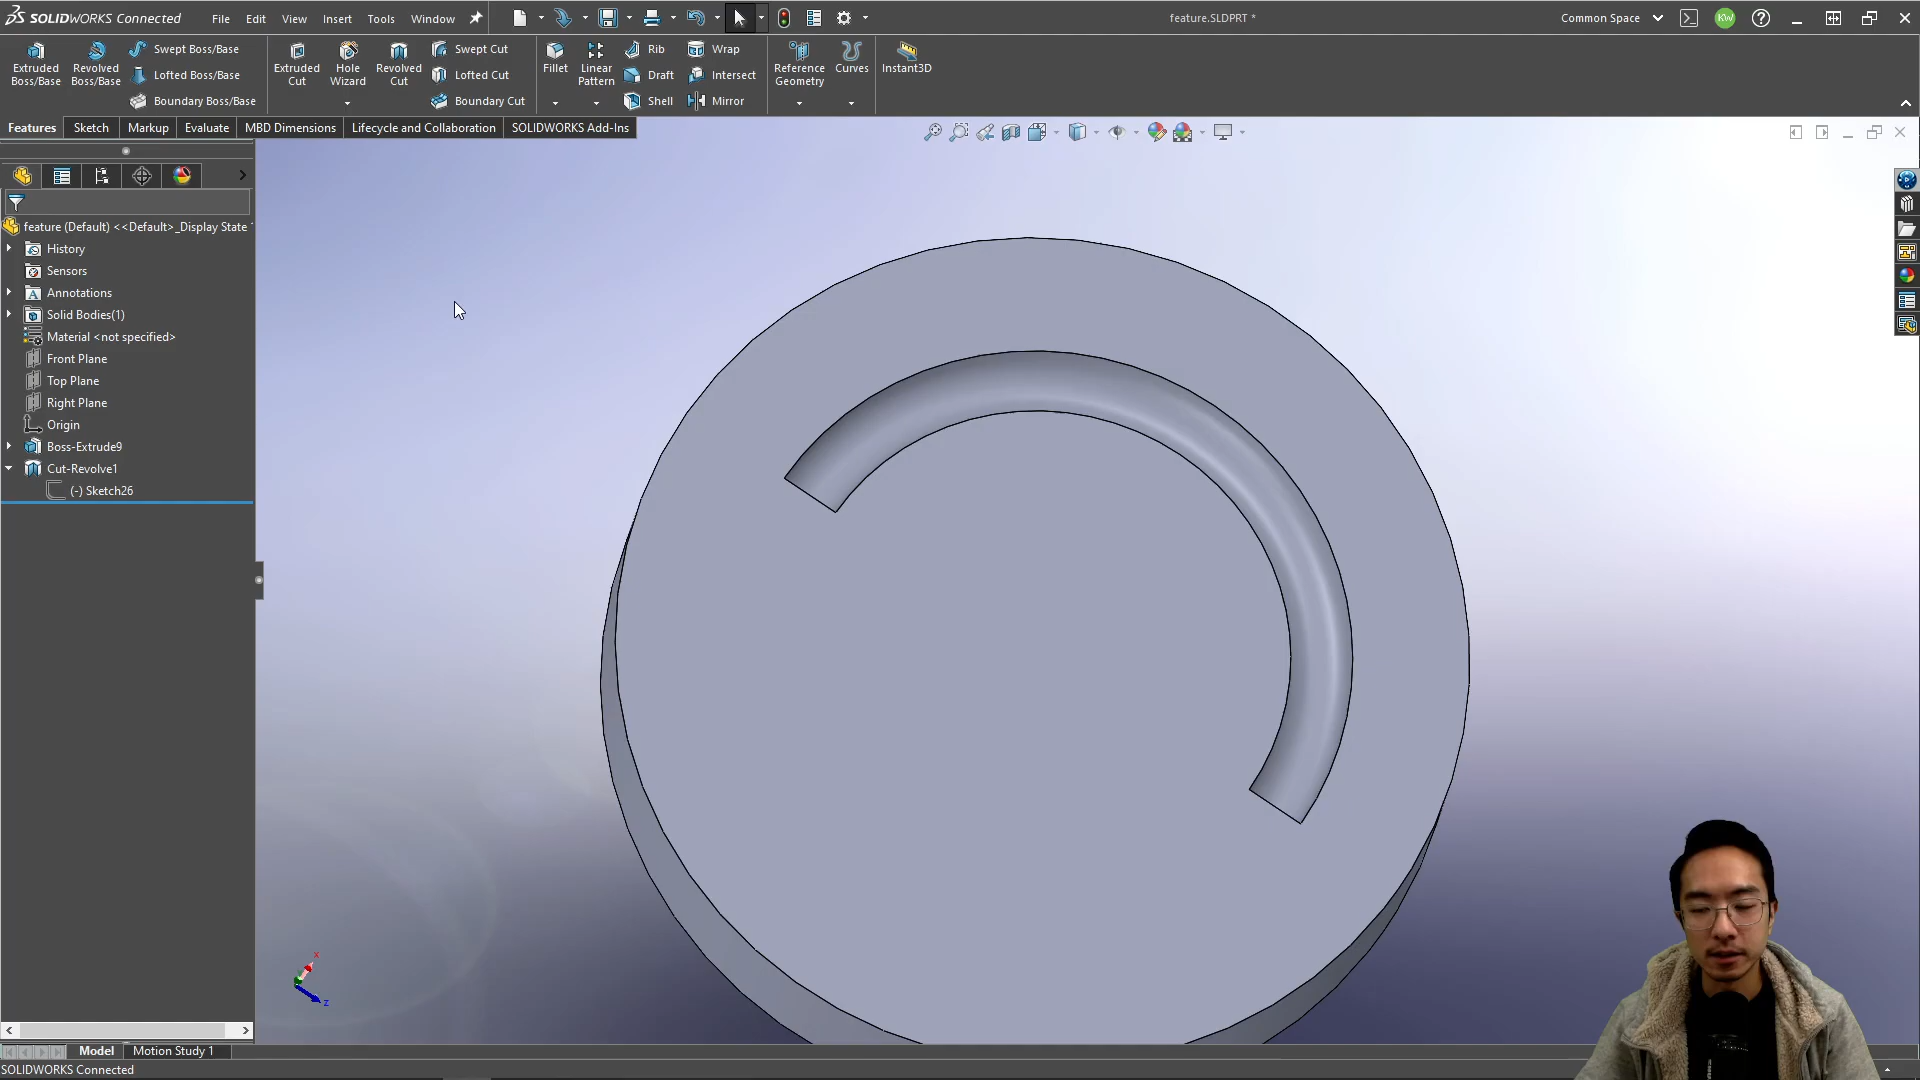 SOLIDWORKS Connected File Edit View Insert Tools Window feature.SLDPRT * Common Space KW
Extruded Boss/Base
Revolved Boss/Base
Swept Boss/Base
Lofted Boss/Base
Boundary Boss/Base
Extruded Cut
Hole Wizard
Revolved Cut
Swept Cut
Lofted Cut
Boundary Cut
Fillet
Linear Pattern
Rib
Draft
Shell
Wrap
Intersect
Mirror
Reference Geometry
Curves
Instant3D
Features Sketch Markup Evaluate MBD Dimensions Lifecycle and Collaboration SOLIDWORKS Add-Ins
feature (Default) <<Default>_Display State
History
Sensors
A Annotations
Solid Bodies(1)
Material <not specified>
Front Plane
Top Plane
Right Plane
Origin
Boss-Extrude9
Cut-Revolve1
(-) Sketch26
x
z
Model Motion Study 1
SOLIDWORKS Connected